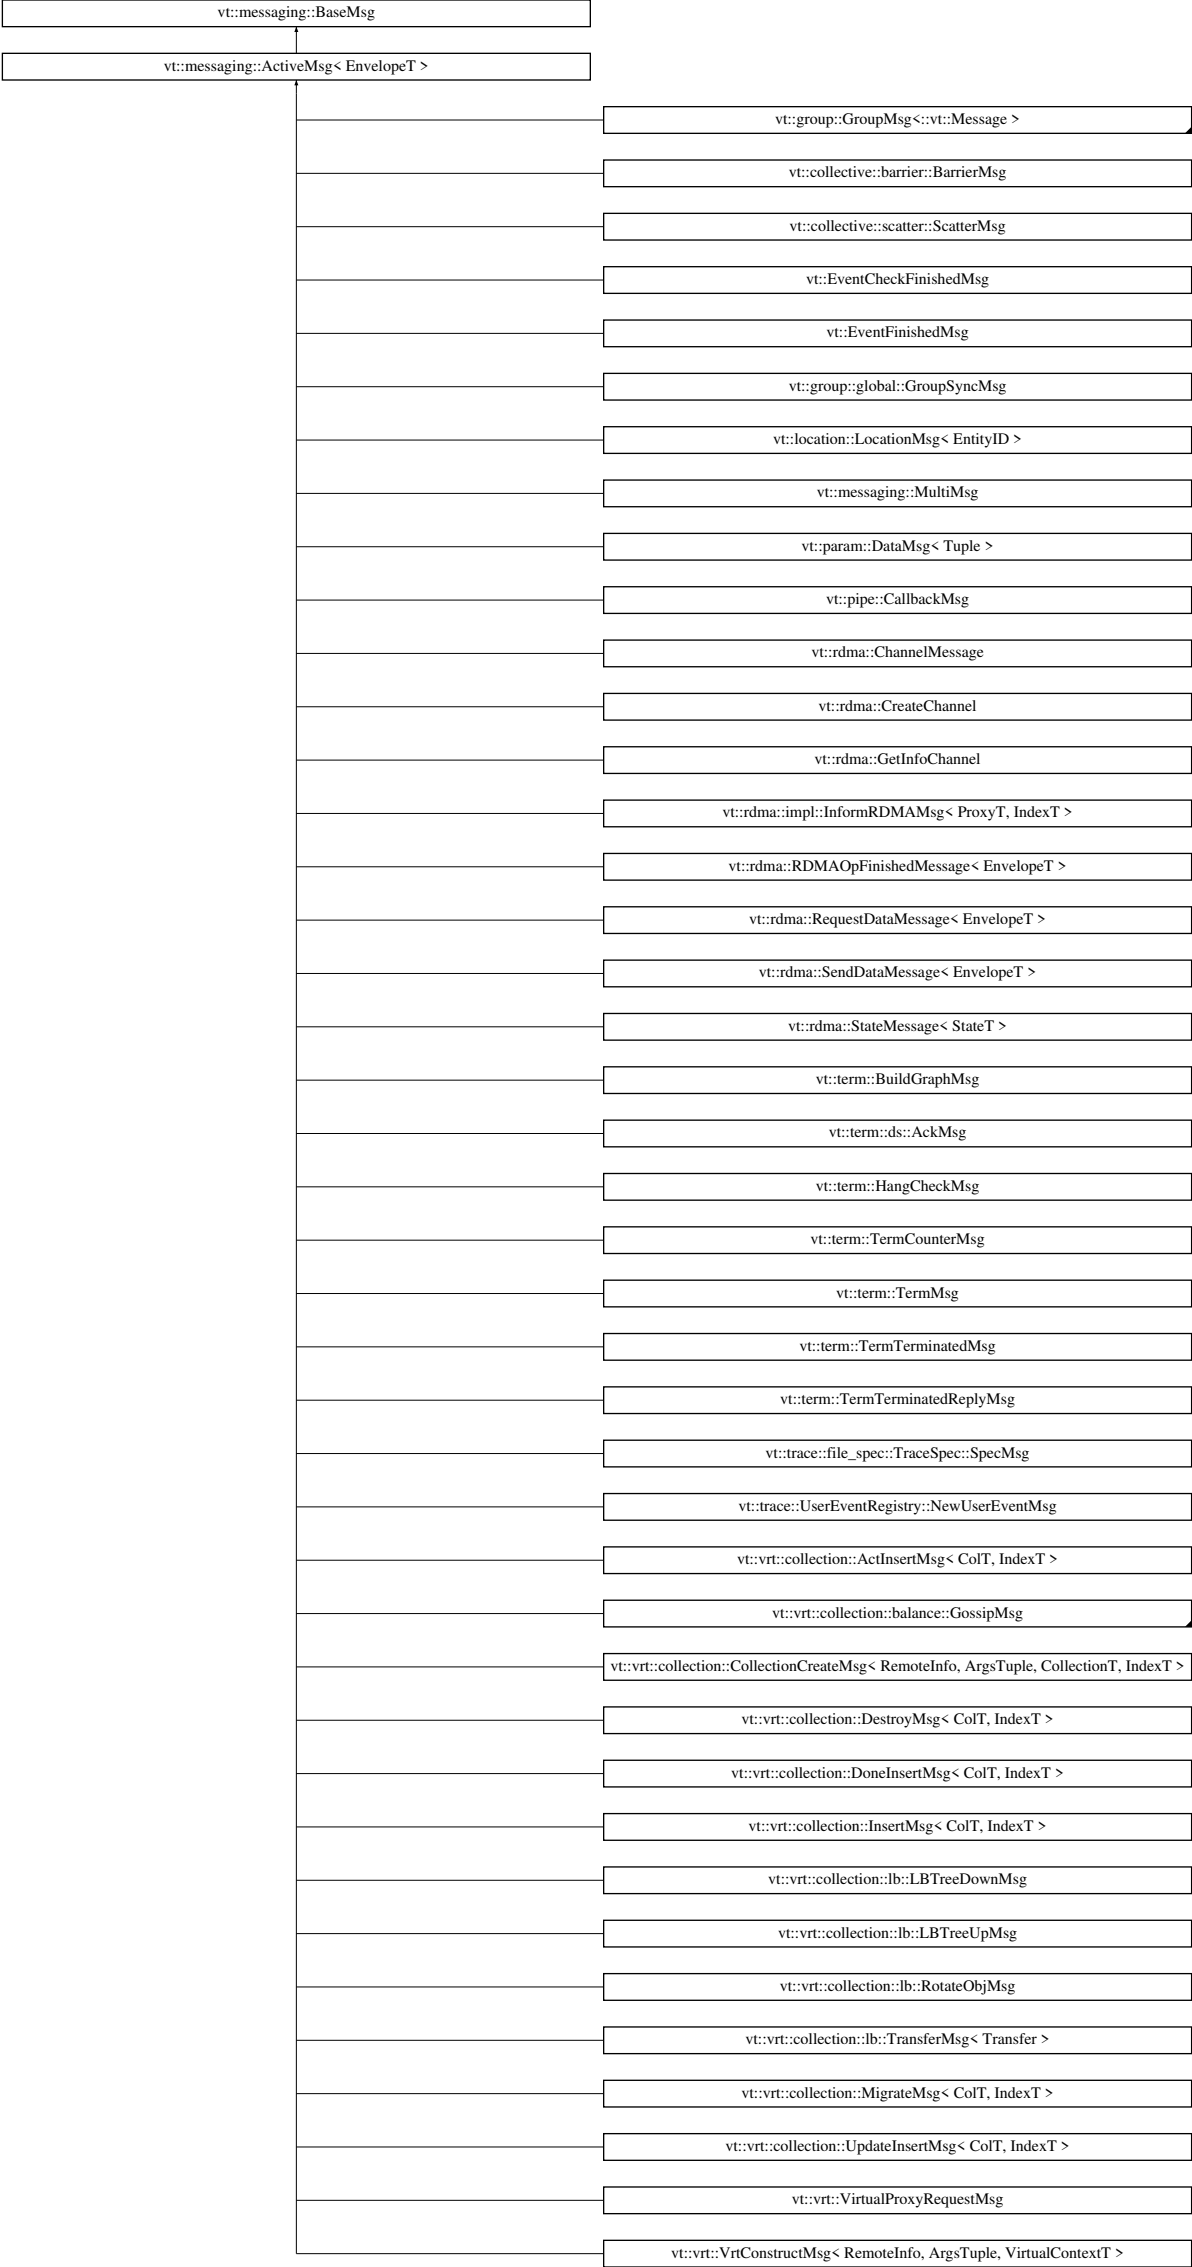 vt::messaging::BaseMsg
vt::messaging::ActiveMsg< EnvelopeT >
vt::group::GroupMsg<::vt::Message >
vt::collective::barrier::BarrierMsg
vt::collective::scatter::ScatterMsg
vt::EventCheckFinishedMsg
vt::EventFinishedMsg
vt::group::global::GroupSyncMsg
vt::location::LocationMsg< EntityID >
vt::messaging::MultiMsg
vt::param::DataMsg< Tuple >
vt::pipe::CallbackMsg
vt::rdma::ChannelMessage
vt::rdma::CreateChannel
vt::rdma::GetInfoChannel
vt::rdma::impl::InformRDMAMsg< ProxyT, IndexT >
vt::rdma::RDMAOpFinishedMessage< EnvelopeT >
vt::rdma::RequestDataMessage< EnvelopeT >
vt::rdma::SendDataMessage< EnvelopeT >
vt::rdma::StateMessage< StateT >
vt::term::BuildGraphMsg
vt::term::ds::AckMsg
vt::term::HangCheckMsg
vt::term::TermCounterMsg
vt::term::TermMsg
vt::term::TermTerminatedMsg
vt::term::TermTerminatedReplyMsg
vt::trace::file_spec::TraceSpec::SpecMsg
vt::trace::UserEventRegistry::NewUserEventMsg
vt::vrt::collection::ActInsertMsg< ColT, IndexT >
vt::vrt::collection::balance::GossipMsg
vt::vrt::collection::CollectionCreateMsg< RemoteInfo, ArgsTuple, CollectionT, IndexT >
vt::vrt::collection::DestroyMsg< ColT, IndexT >
vt::vrt::collection::DoneInsertMsg< ColT, IndexT >
vt::vrt::collection::InsertMsg< ColT, IndexT >
vt::vrt::collection::lb::LBTreeDownMsg
vt::vrt::collection::lb::LBTreeUpMsg
vt::vrt::collection::lb::RotateObjMsg
vt::vrt::collection::lb::TransferMsg< Transfer >
vt::vrt::collection::MigrateMsg< ColT, IndexT >
vt::vrt::collection::UpdateInsertMsg< ColT, IndexT >
vt::vrt::VirtualProxyRequestMsg
vt::vrt::VrtConstructMsg< RemoteInfo, ArgsTuple, VirtualContextT >